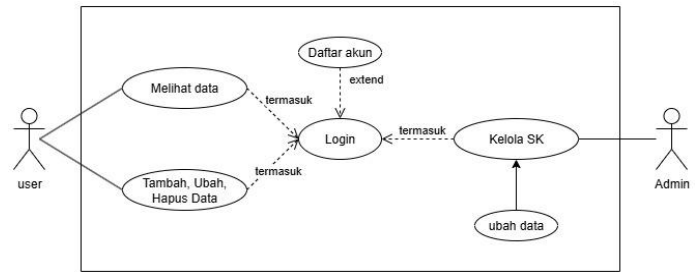 Daftar akun
extend
Melihat data
termasuk
Login
termasuk
Kelola SK
user
termasuk
Tambah, Ubah,
Hapus Data
Admin
ubah data